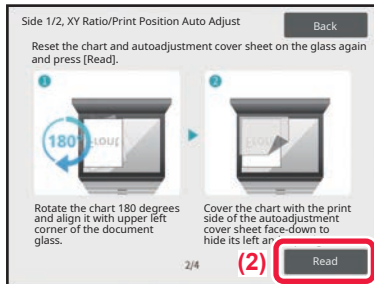 Side 1/2, XY Ratio/Print Position Auto Adjust
Back
Reset the chart and autoadjustment cover sheet on the glass again
and press [Read].
1
2
180°
Front
Rotate the chart 180 degrees
and align it with upper left
corner of the document
glass.
Cover the chart with the print
side of the autoadjustment
cover sheet face-down to
hide its left an
2/4
(2)
Read